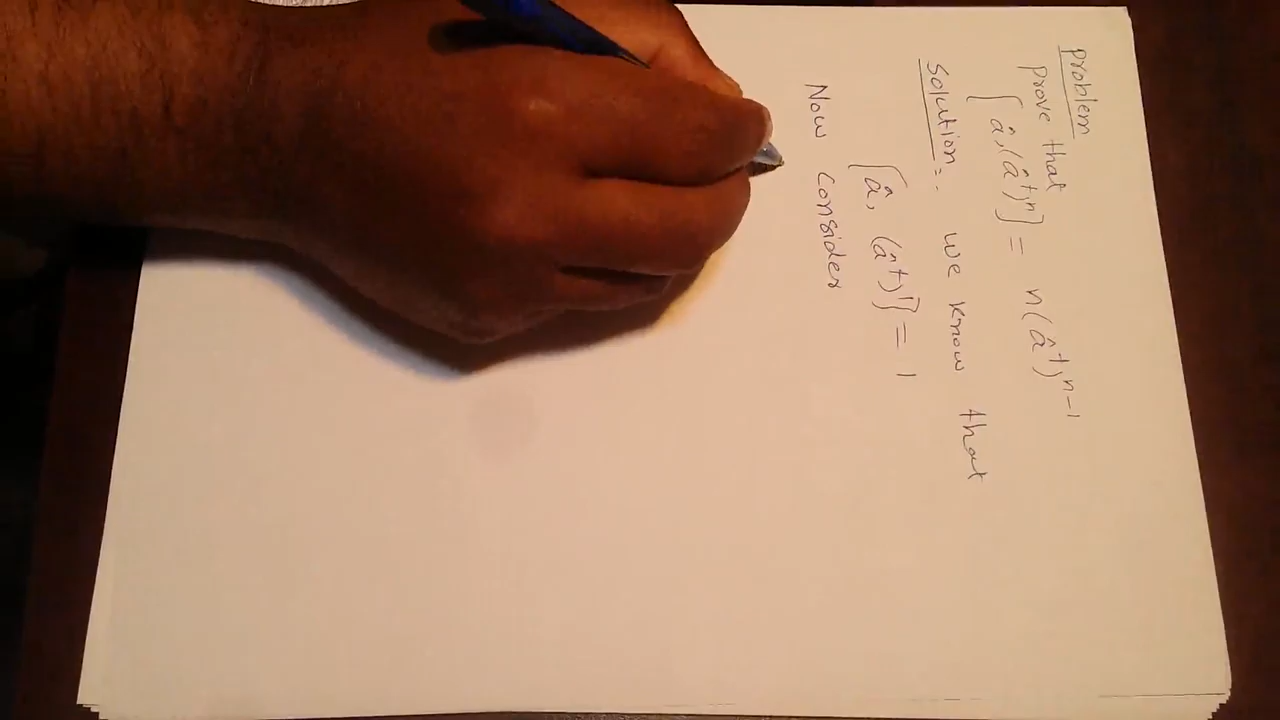 Problem
prove that
[â,(â†)ⁿ] = n(â†)ⁿ⁻¹
Solution:- we know that
[â, (â†)¹] = 1
Now consider